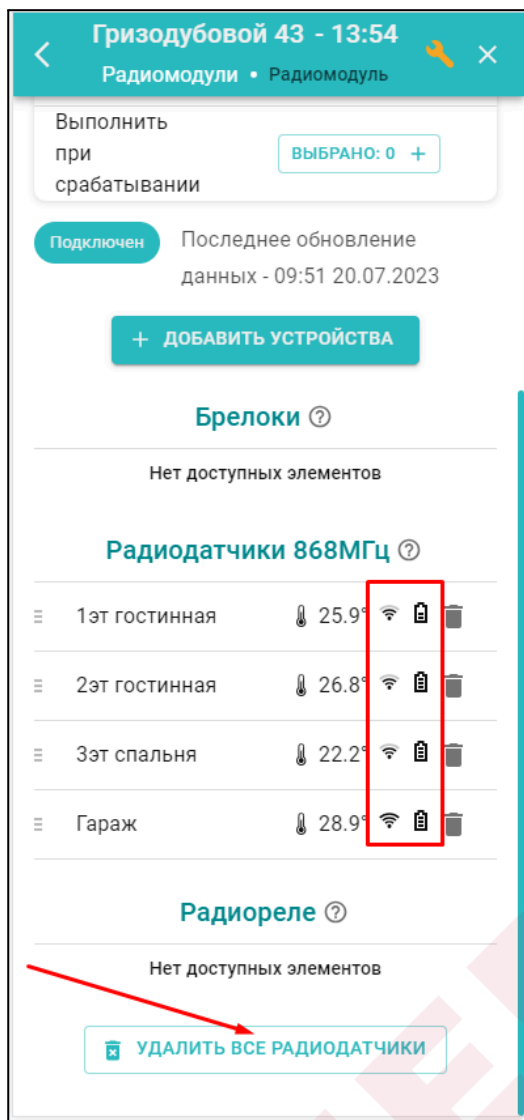 Гризодубовой 43 - 13:54
Радиомодули • Радиомодуль
Выполнить
при
срабатывании
ВЫБРАНО: 0 +
Подключен
Последнее обновление
данных - 09:51 20.07.2023
+ ДОБАВИТЬ УСТРОЙСТВА
Брелоки ?
Нет доступных элементов
Радиодатчики 868МГц ?
1эт гостинная 25.9°
2эт гостинная 26.8°
3эт спальня 22.2°
Гараж 28.9°
Радиореле ?
Нет доступных элементов
УДАЛИТЬ ВСЕ РАДИОДАТЧИКИ